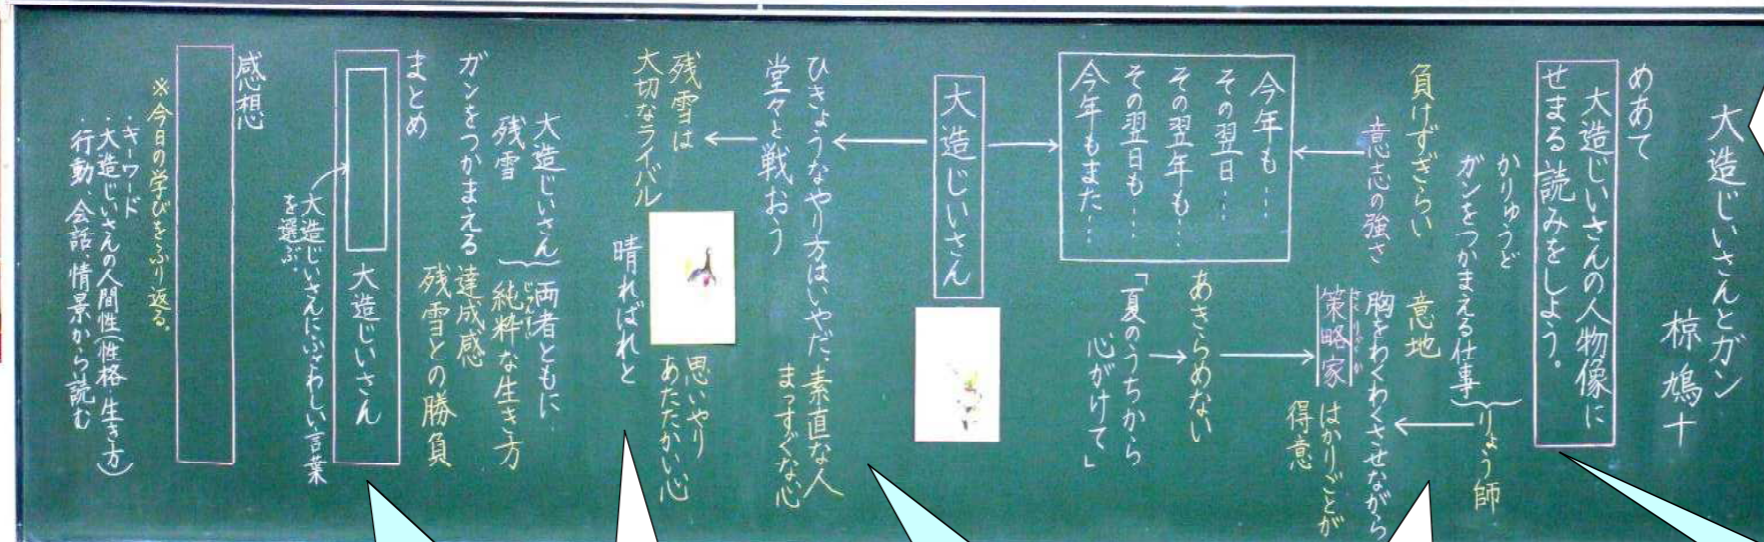 大造じいさんとガン
椋鳩十
めあて
大造じいさんの人物像に
せまる読みをしよう。
かりゅうど
ガンをつかまえる仕事
りょう師
負けずぎらい
意地
意志の強さ
胸をわくわくさせながら
策略家
はかりごとが
得意
今年も…
その翌日…
その翌年も…
その翌日も…
今年もまた…
あきらめない
「夏のうちから
心がけて」
大造じいさん
ひきょうなやり方はいやだ
堂々と戦おう
素直な人
まっすぐな心
残雪は
大切なライバル
思いやり
あたたかい心
晴ればれと
大造じいさん
残雪
両者ともに…
じゅんすい
純粋な生き方
ガンをつかまえる
達成感
残雪との勝負
まとめ
大造じいさん
大造じいさんにふさわしい言葉
を選ぶ。
感想
※今日の学びをふり返る。
・キーワード
・大造じいさんの人間性(性格、生き方)
・行動、会話、情景から読む